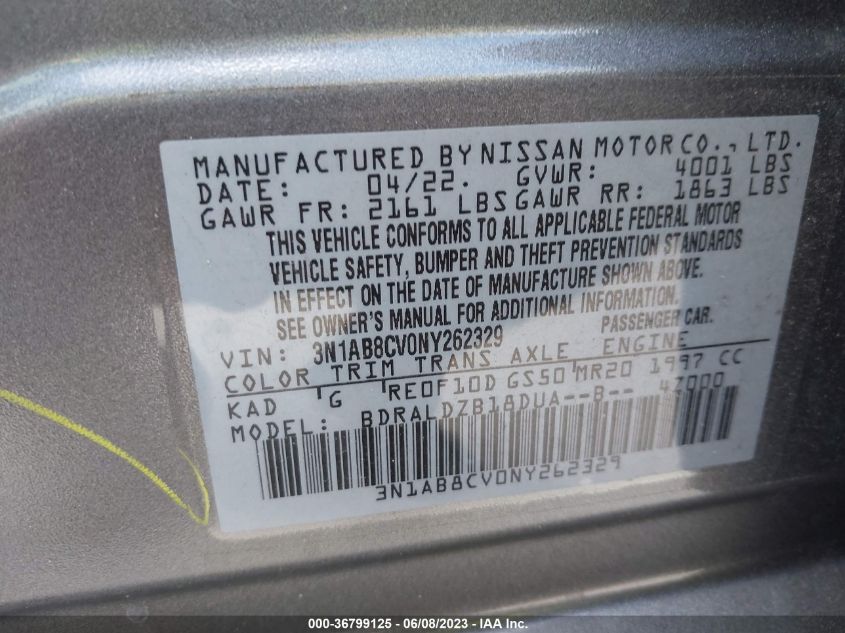 MANUFACTURED BY NISSAN MOTOR CO., LTD.
DATE: 04/22. GVWR: 4001 LBS
GAWR FR: 2161 LBS GAWR RR: 1863 LBS
THIS VEHICLE CONFORMS TO ALL APPLICABLE FEDERAL MOTOR
VEHICLE SAFETY, BUMPER AND THEFT PREVENTION STANDARDS
IN EFFECT ON THE DATE OF MANUFACTURE SHOWN ABOVE.
SEE OWNER'S MANUAL FOR ADDITIONAL INFORMATION.
VIN: 3N1AB8CV0NY262329 PASSENGER CAR.
COLOR TRIM TRANS AXLE ENGINE
KAD G RE0F10D GS50 MR20 1997 CC
MODEL: BDRALDZB18DUA--B-- 4Z000
3N1AB8CV0NY262329
000-36799125 - 06/08/2023 - © IAA Inc.